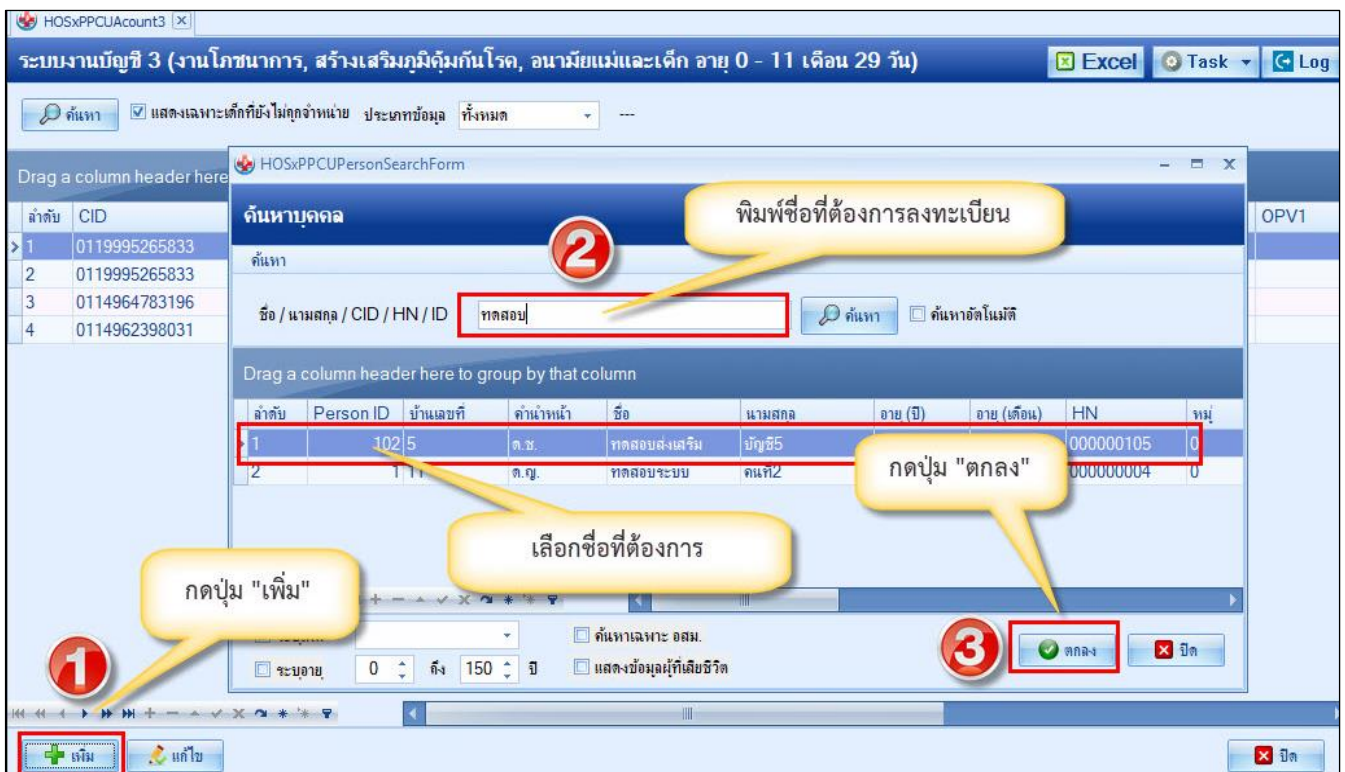 HOSxPPCUAcount3
ระบบงานบัญชี 3 (งานโภชนาการ, สร้างเสริมภูมิคุ้มกันโรค, อนามัยแม่และเด็ก อายุ 0 - 11 เดือน 29 วัน) Excel Task Log
ค้นหา แสดงเฉพาะเด็กที่ยังไม่ถูกจำหน่าย ประเภทข้อมูล ทั้งหมด ---
Drag a column header here
ลำดับ CID OPV1
1 0119995265833
2 0119995265833
3 0114964783196
4 0114962398031
HOSxPPCUPersonSearchForm
ค้นหาบุคคล
พิมพ์ชื่อที่ต้องการลงทะเบียน
2
ค้นหา
ชื่อ / นามสกุล / CID / HN / ID ทดสอบ ค้นหา ค้นหาอัตโนมัติ
Drag a column header here to group by that column
ลำดับ Person ID บ้านเลขที่ คำนำหน้า ชื่อ นามสกุล อายุ (ปี) อายุ (เดือน) HN หมู่
1 102 5 ด.ช. ทดสอบส่งเสริม บัญชี5 000000105 0
2 1 11 ด.ญ. ทดสอบระบบ คนที่2 000000004 0
กดปุ่ม "ตกลง"
เลือกชื่อที่ต้องการ
กดปุ่ม "เพิ่ม"
ค้นหาเฉพาะ อสม.
ระบุอายุ 0 ถึง 150 ปี แสดงข้อมูลผู้ที่เสียชีวิต
3 ตกลง ปิด
1
เพิ่ม แก้ไข ปิด